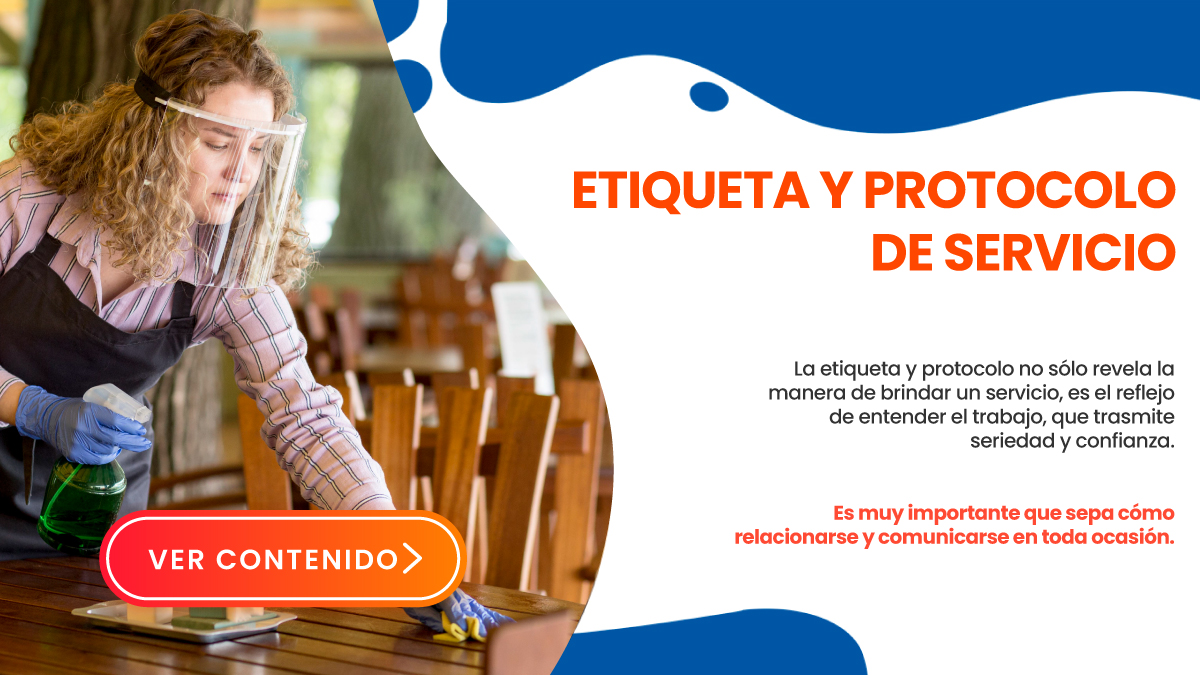 ETIQUETA Y PROTOCOLO
DE SERVICIO
La etiqueta y protocolo no sólo revela la
manera de brindar un servicio, es el reflejo
de entender el trabajo, que trasmite
seriedad y confianza.
Es muy importante que sepa cómo
relacionarse y comunicarse en toda ocasión.
VER CONTENIDO